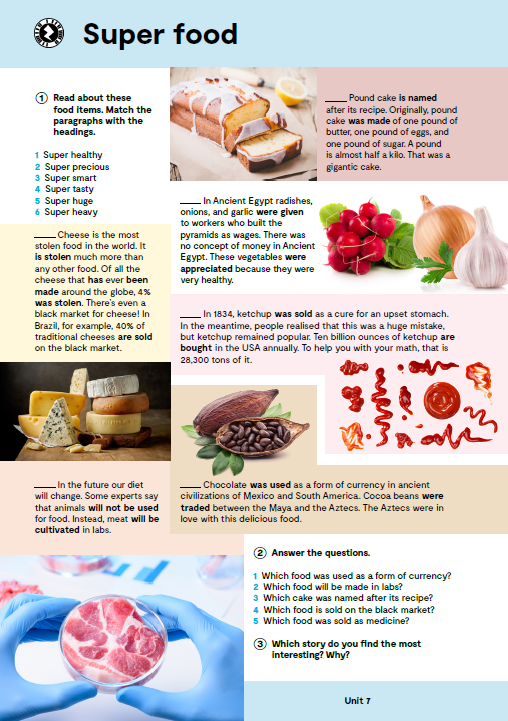 Super food
1 Read about these
food items. Match the
paragraphs with the
headings.
1 Super healthy
2 Super precious
3 Super smart
4 Super tasty
5 Super huge
6 Super heavy
_____ Pound cake is named
after its recipe. Originally, pound
cake was made of one pound of
butter, one pound of eggs, and
one pound of sugar. A pound
is almost half a kilo. That was a
gigantic cake.
_____ In Ancient Egypt radishes,
onions, and garlic were given
to workers who built the
pyramids as wages. There was
no concept of money in Ancient
Egypt. These vegetables were
appreciated because they were
very healthy.
_____ Cheese is the most
stolen food in the world. It
is stolen much more than
any other food. Of all the
cheese that has ever been
made around the globe, 4%
was stolen. There's even a
black market for cheese! In
Brazil, for example, 40% of
traditional cheeses are sold
on the black market.
_____ In 1834, ketchup was sold as a cure for an upset stomach.
In the meantime, people realised that this was a huge mistake,
but ketchup remained popular. Ten billion ounces of ketchup are
bought in the USA annually. To help you with your math, that is
28,300 tons of it.
_____ In the future our diet
will change. Some experts say
that animals will not be used
for food. Instead, meat will be
cultivated in labs.
_____ Chocolate was used as a form of currency in ancient
civilizations of Mexico and South America. Cocoa beans were
traded between the Maya and the Aztecs. The Aztecs were in
love with this delicious food.
2 Answer the questions.
1 Which food was used as a form of currency?
2 Which food will be made in labs?
3 Which cake was named after its recipe?
4 Which food is sold on the black market?
5 Which food was sold as medicine?
3 Which story do you find the most
interesting? Why?
Unit 7